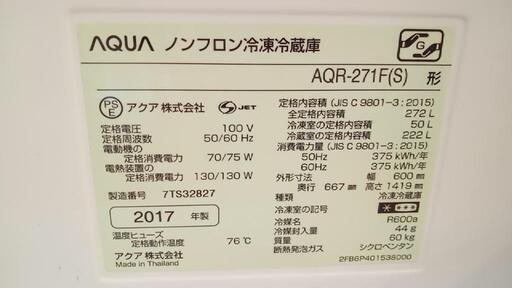 AQUA ノンフロン冷凍冷蔵庫
G
AQR-271F(S) 形
PS E アクア 株式会社 S JET
定格電圧 100 V
定格周波数 50/60 Hz
電動機の
定格消費電力 70/75 W
電熱装置の
定格消費電力 130/130 W
製造番号 7TS32827
2017 年製
温度ヒューズ
定格動作温度 76℃
アクア 株式会社
Made in Thailand
定格内容積 (JIS C 9801-3:2015)
全定格内容積 272 L
冷凍室の定格内容積 50 L
冷蔵室の定格内容積 222 L
消費電力量 (JIS C 9801-3:2015)
50Hz 375 kWh/年
60Hz 375 kWh/年
外形寸法 幅 600 mm
奥行 667 mm 高さ 1419 mm
種類 冷凍冷蔵庫
冷凍室の記号 * ***
冷媒名 R600a
冷媒封入量 44 g
質量 60 kg
断熱発泡ガス シクロペンタン
2FB6P401538000